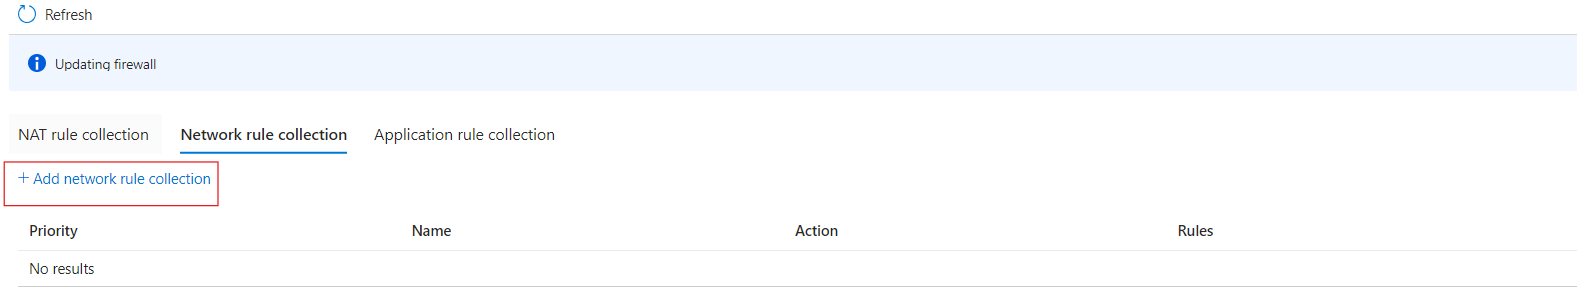 Refresh
Updating firewall
NAT rule collection Network rule collection Application rule collection
+ Add network rule collection
Priority Name Action Rules
No results